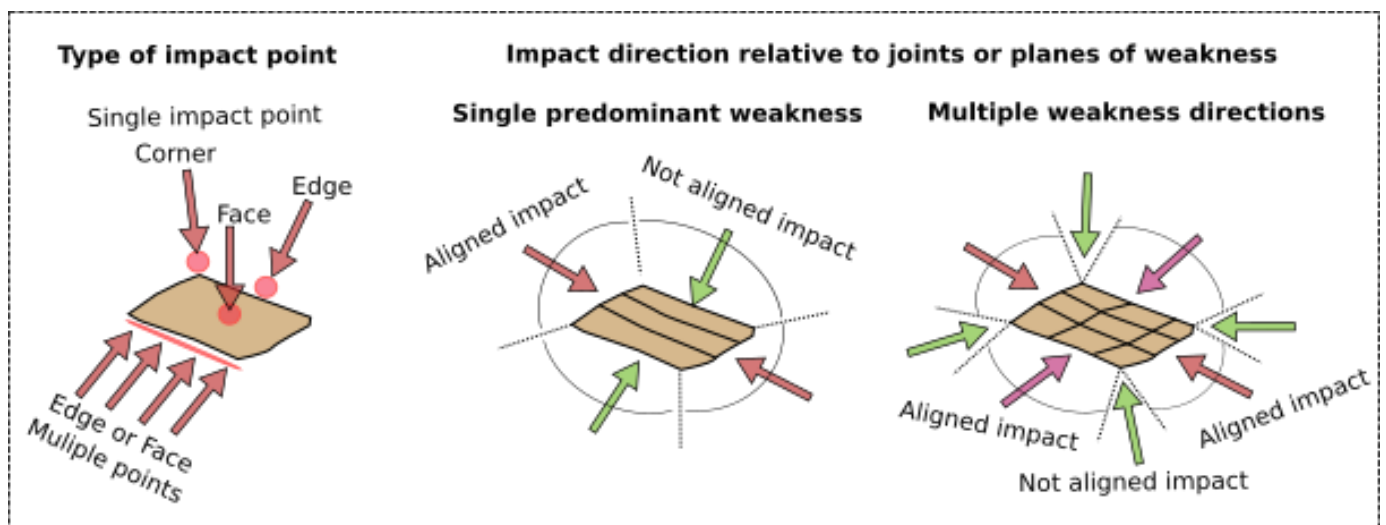 Type of impact point
Impact direction relative to joints or planes of weakness
Single impact point
Corner
Edge
Face
Edge or Face
Muliple points
Single predominant weakness
Aligned impact
Not aligned impact
Multiple weakness directions
Aligned impact
Aligned impact
Not aligned impact